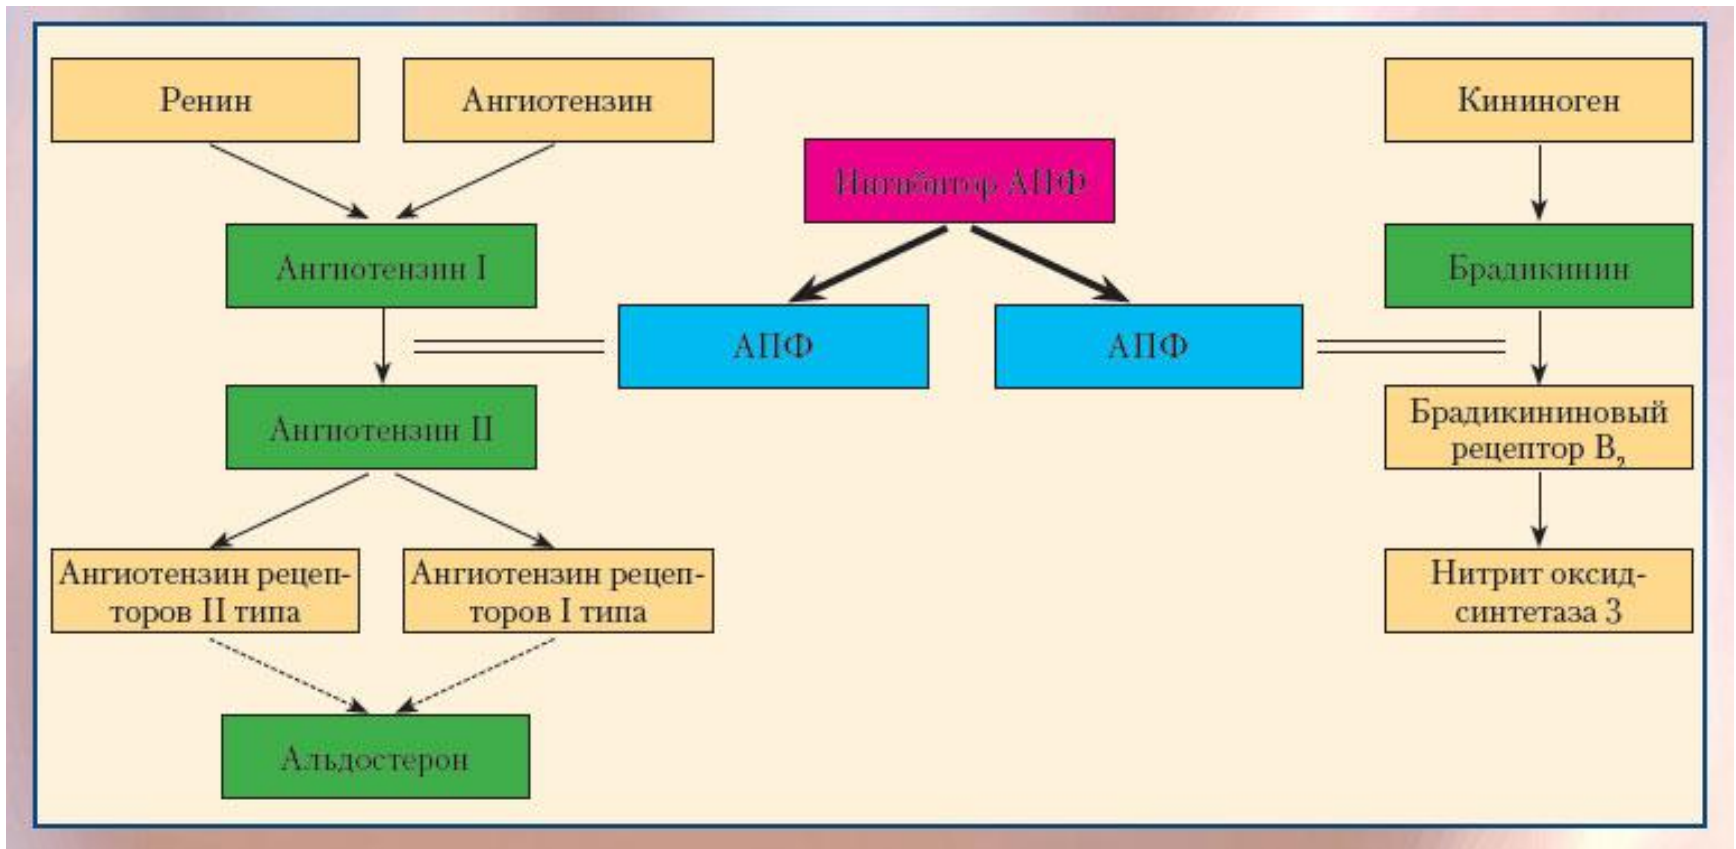 Ренин
Ангиотензин
Кининоген
Ингибитор АПФ
Ангиотензин I
Брадикинин
АПФ
АПФ
Ангиотензин II
Брадикининовый
рецептор В₂
Ангиотензин рецеп-
торов II типа
Ангиотензин рецеп-
торов I типа
Нитрит оксид-
синтетаза 3
Альдостерон